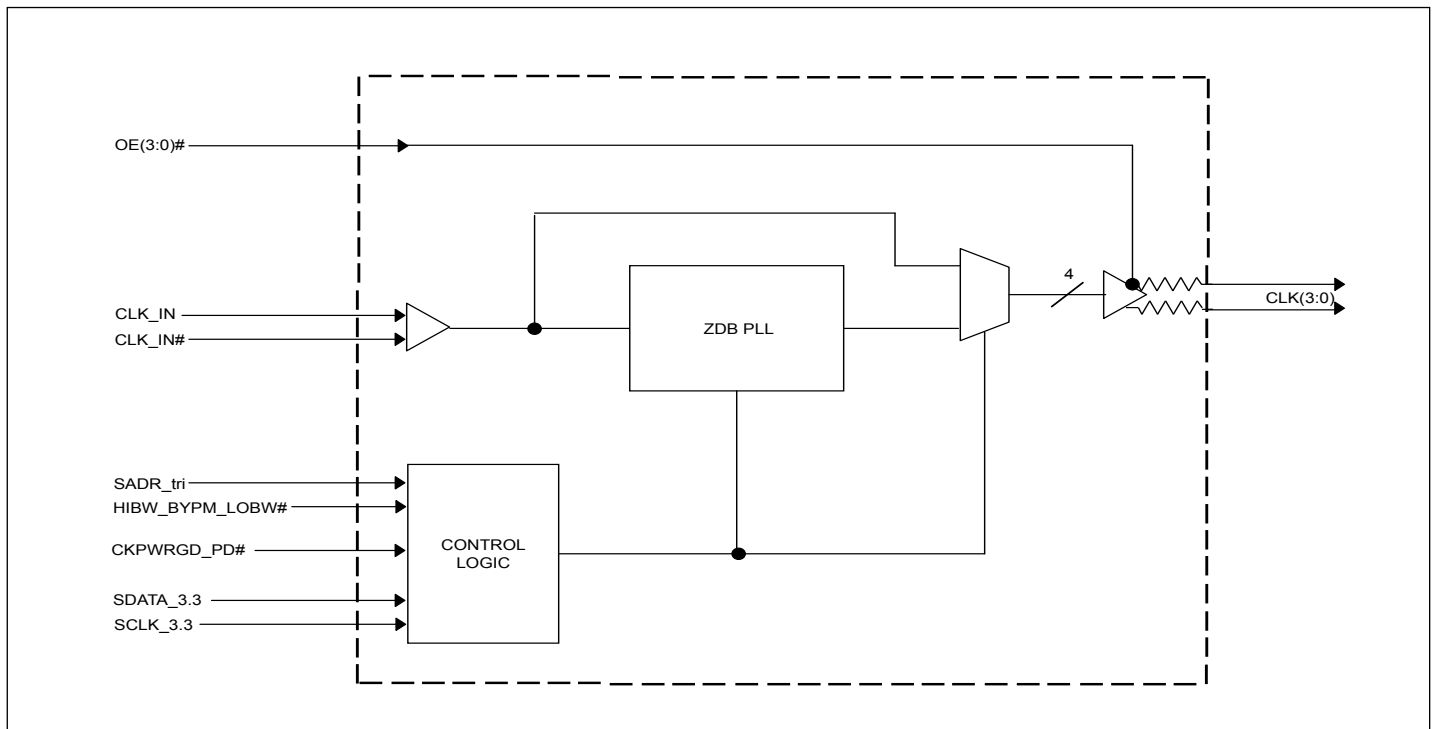 OE(3:0)#
4
CLK(3:0)
CLK_IN
CLK_IN#
ZDB PLL
SADR_tri
HIBW_BYPM_LOBW#
CKPWRGD_PD#
CONTROL
LOGIC
SDATA_3.3
SCLK_3.3